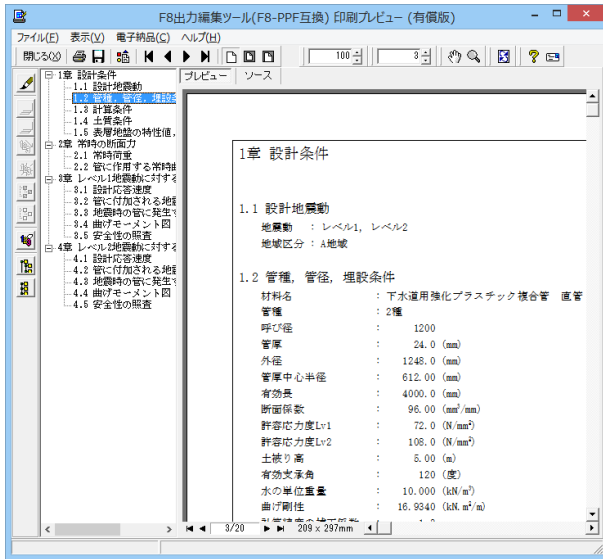 F8出力編集ツール(F8-PPF互換) 印刷プレビュー (有償版)
ファイル(F) 表示(V) 電子納品(C) ヘルプ(H)
閉じる(X) 100 3
プレビュー ソース
1章 設計条件
1.1 設計地震動
1.2 管種, 管径, 埋設条
1.3 計算条件
1.4 土質条件
1.5 表層地盤の特性値,
2章 常時の断面力
2.1 常時荷重
2.2 管に作用する常時曲
3章 レベル1地震動に対する
3.1 設計応答速度
3.2 管に付加される地震
3.3 地震時の管に発生す
3.4 曲げモーメント図
3.5 安全性の照査
4章 レベル2地震動に対する
4.1 設計応答速度
4.2 管に付加される地震
4.3 地震時の管に発生す
4.4 曲げモーメント図
4.5 安全性の照査
1章 設計条件
1.1 設計地震動
地震動 : レベル1, レベル2
地域区分 : A地域
1.2 管種, 管径, 埋設条件
材料名 : 下水道用強化プラスチック複合管 直管
管種 : 2種
呼び径 : 1200
管厚 : 24.0 (mm)
外径 : 1248.0 (mm)
管厚中心半径 : 612.00 (mm)
有効長 : 4000.0 (mm)
断面係数 : 96.00 (mm³/mm)
許容応力度Lv1 : 72.0 (N/mm²)
許容応力度Lv2 : 108.0 (N/mm²)
土被り高 : 5.00 (m)
有効支承角 : 120 (度)
水の単位重量 : 10.000 (kN/m³)
曲げ剛性 : 16.9340 (kN.m²/m)
3/20 209 x 297mm